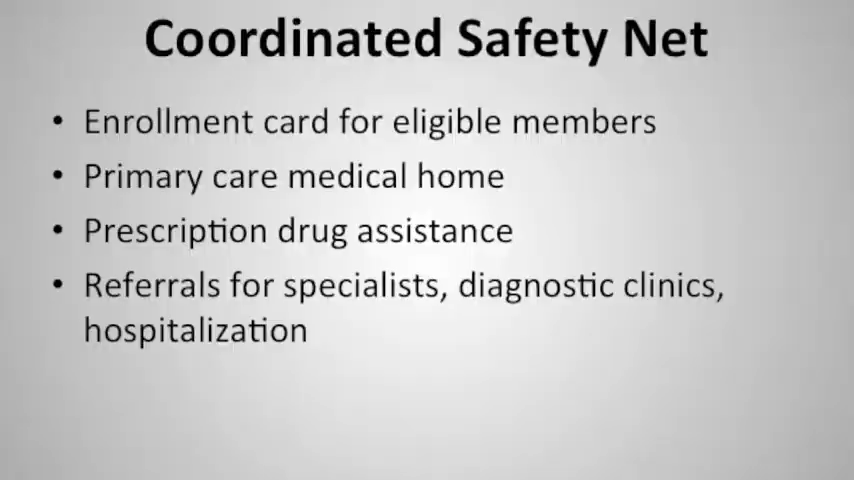 Coordinated Safety Net
• Enrollment card for eligible members
• Primary care medical home
• Prescription drug assistance
• Referrals for specialists, diagnostic clinics,
hospitalization